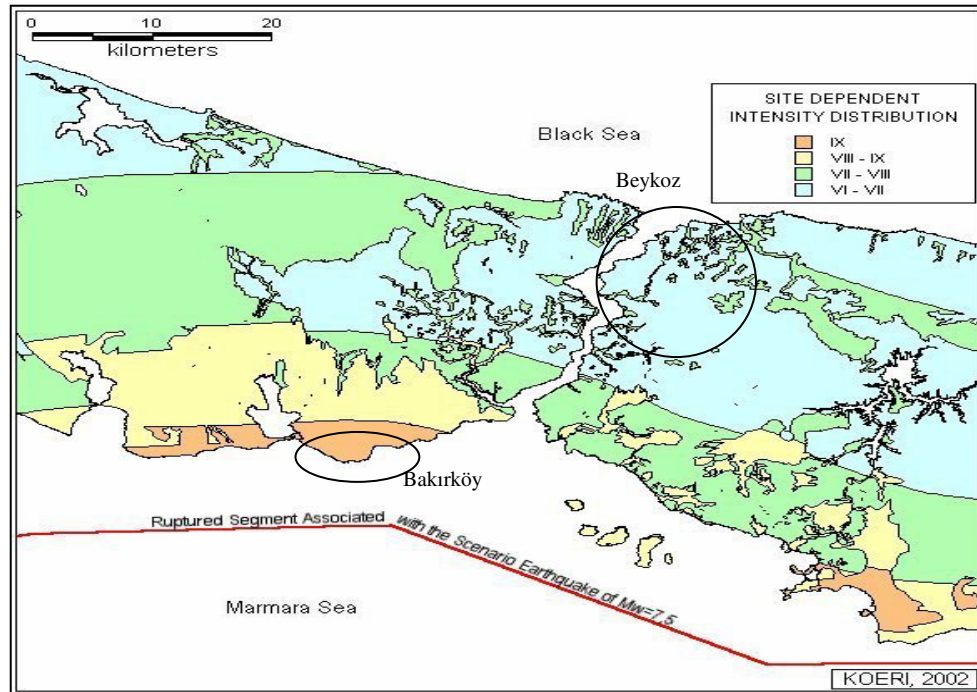 0 10 20
kilometers
SITE DEPENDENT
INTENSITY DISTRIBUTION
IX
VIII - IX
VII - VIII
VI - VII
Black Sea
Beykoz
Bakırköy
Ruptured Segment Associated with the Scenario Earthquake of Mw=7,5
Marmara Sea
KOERI, 2002